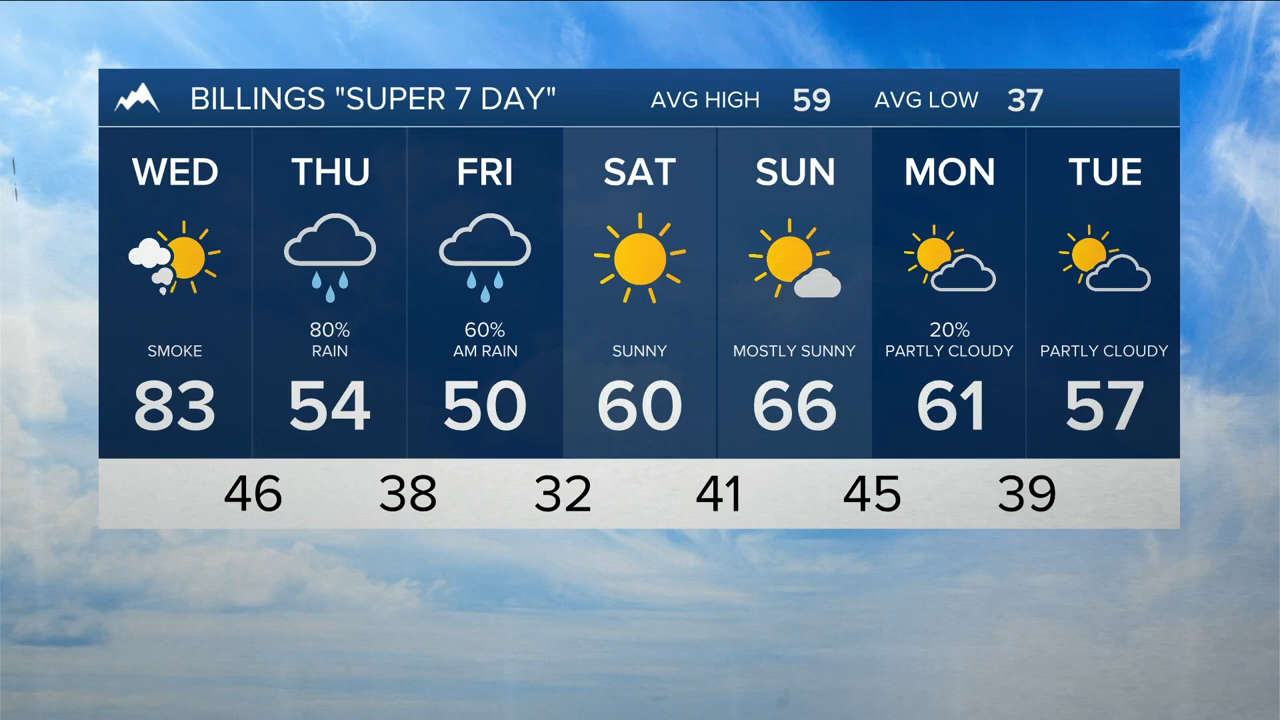 BILLINGS "SUPER 7 DAY" AVG HIGH 59 AVG LOW 37
WED THU FRI SAT SUN MON TUE
80% 60% 20%
SMOKE RAIN AM RAIN SUNNY MOSTLY SUNNY PARTLY CLOUDY PARTLY CLOUDY
83 54 50 60 66 61 57
46 38 32 41 45 39